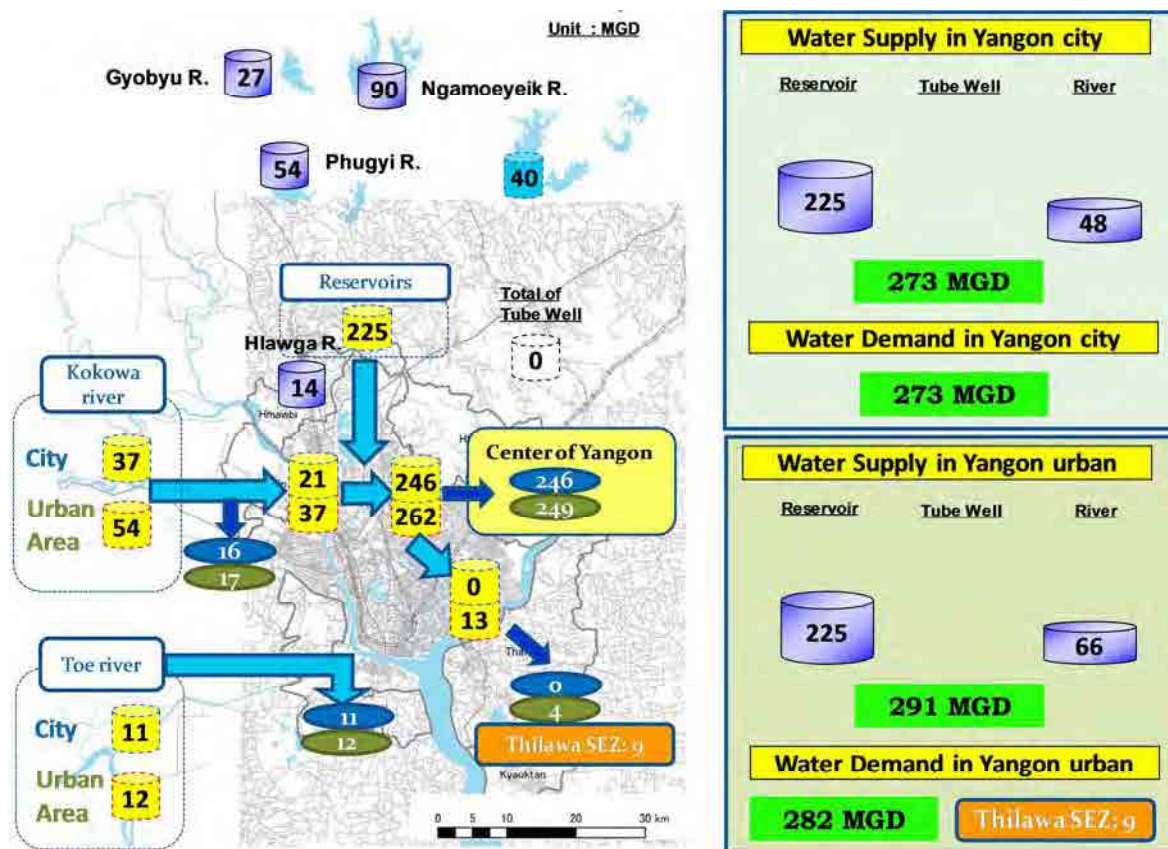 Unit : MGD
Gyobyu R.
27
90
Ngamoeyeik R.
54
Phugyi R.
40
Reservoirs
225
Total of
Tube Well
0
Hlawga R.
14
Hmawbi
Kokowa
river
City
37
Urban
Area
54
16
17
21
37
246
262
Center of Yangon
246
249
0
13
0
4
Thilawa SEZ: 9
Kyauktan
Toe river
City
11
Urban
Area
12
11
12
0 5 10 20 30 km
Water Supply in Yangon city
Reservoir
Tube Well
River
225
48
273 MGD
Water Demand in Yangon city
273 MGD
Water Supply in Yangon urban
Reservoir
Tube Well
River
225
66
291 MGD
Water Demand in Yangon urban
282 MGD
Thilawa SEZ: 9